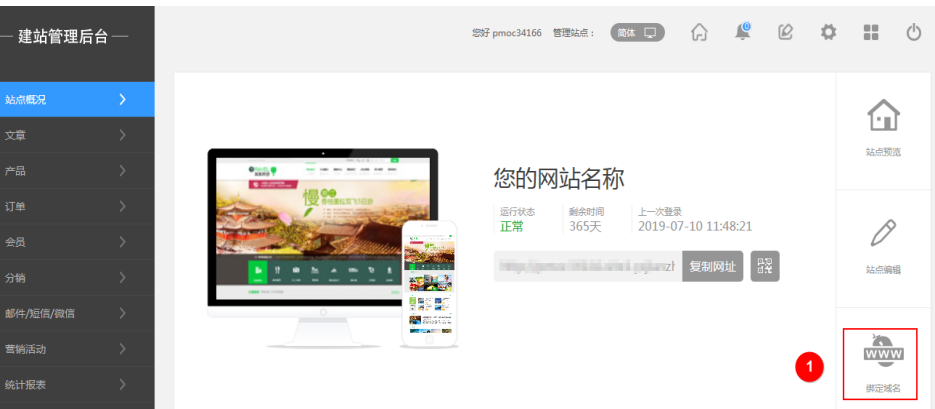 — 建站管理后台 —
您好 pmoc34166 管理站点：
简体
站点概况
文章
产品
订单
会员
分销
邮件/短信/微信
营销活动
统计报表
慢
您的网站名称
运行状态
正常
剩余时间
365天
上一次登录
2019-07-10 11:48:21
复制网址
站点预览
站点编辑
1
WWW
绑定域名